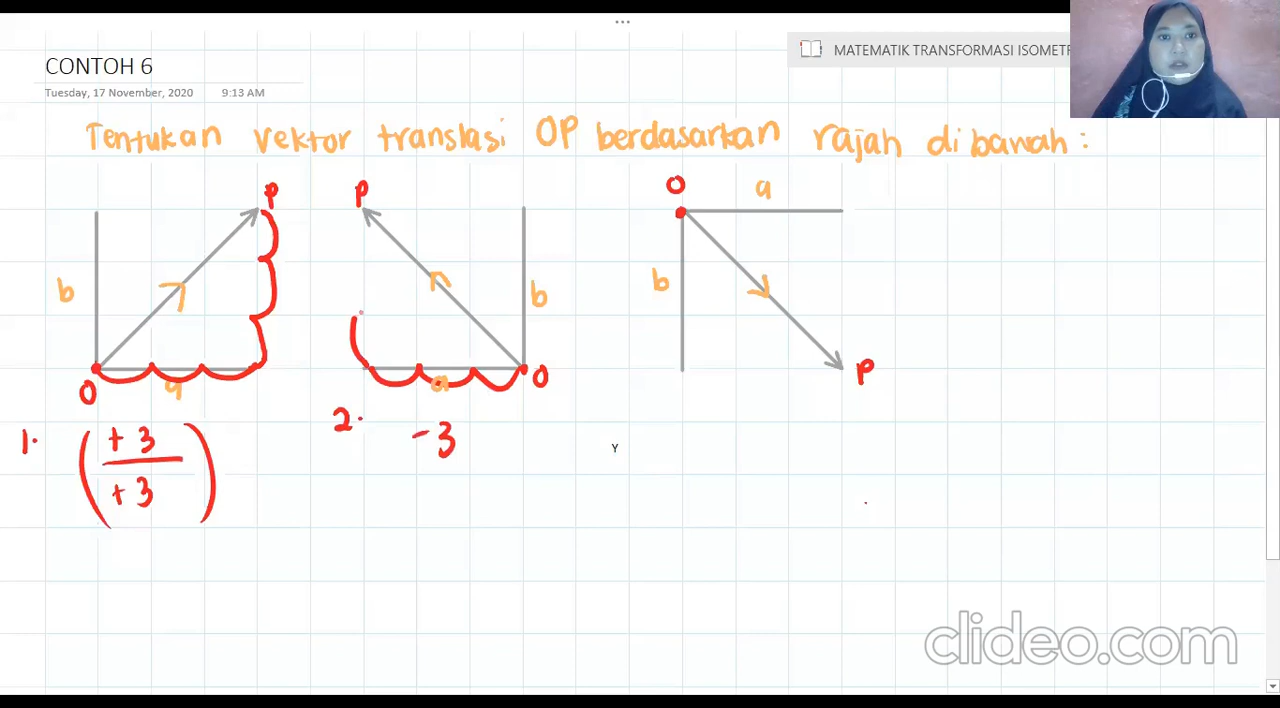 CONTOH 6
MATEMATIK TRANSFORMASI ISOMETR
Tuesday, 17 November, 2020 9:13 AM
Tentukan vektor translasi OP berdasarkan rajah di bawah :
P P O a
b b b
O a a O P
1. ( + 3
+ 3 )
2. - 3
Y
clideo.com